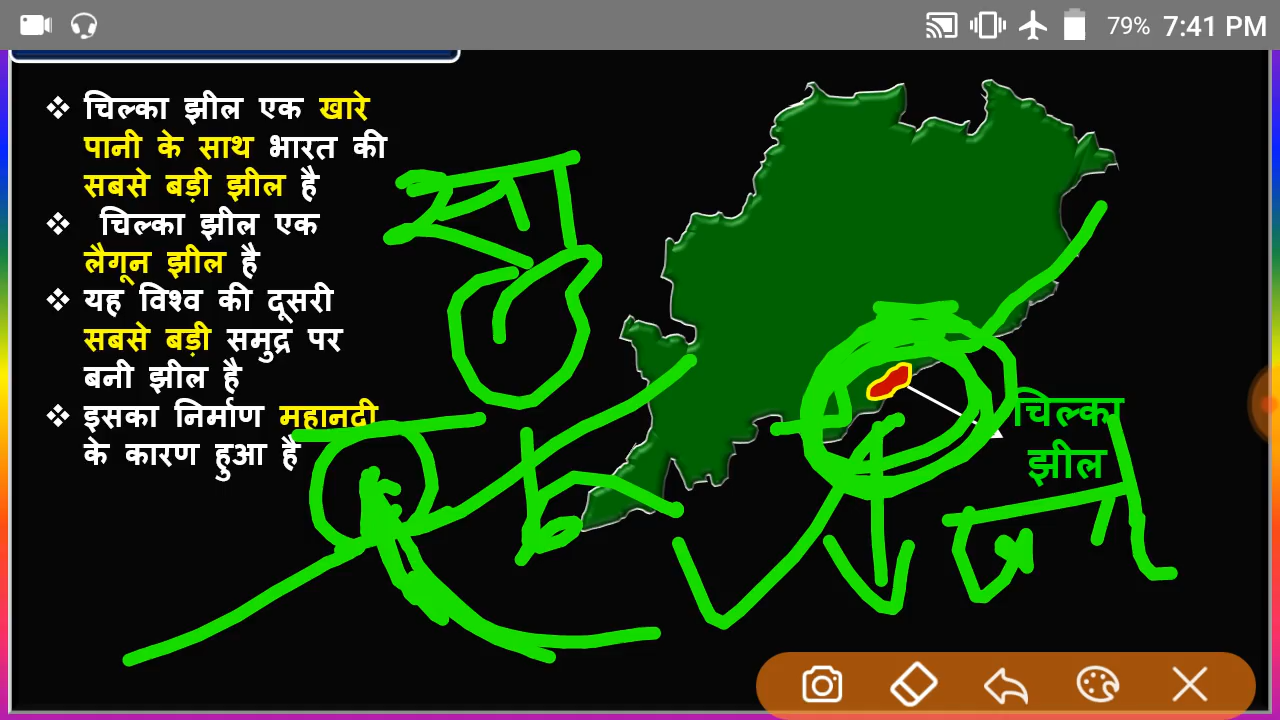 79% 7:41 PM
❖ चिल्का झील एक खारे
पानी के साथ भारत की
सबसे बड़ी झील है
❖ चिल्का झील एक
लैगून झील है
❖ यह विश्व की दूसरी
सबसे बड़ी समुद्र पर
बनी झील है
❖ इसका निर्माण महानदी
के कारण हुआ है
चिल्का
झील